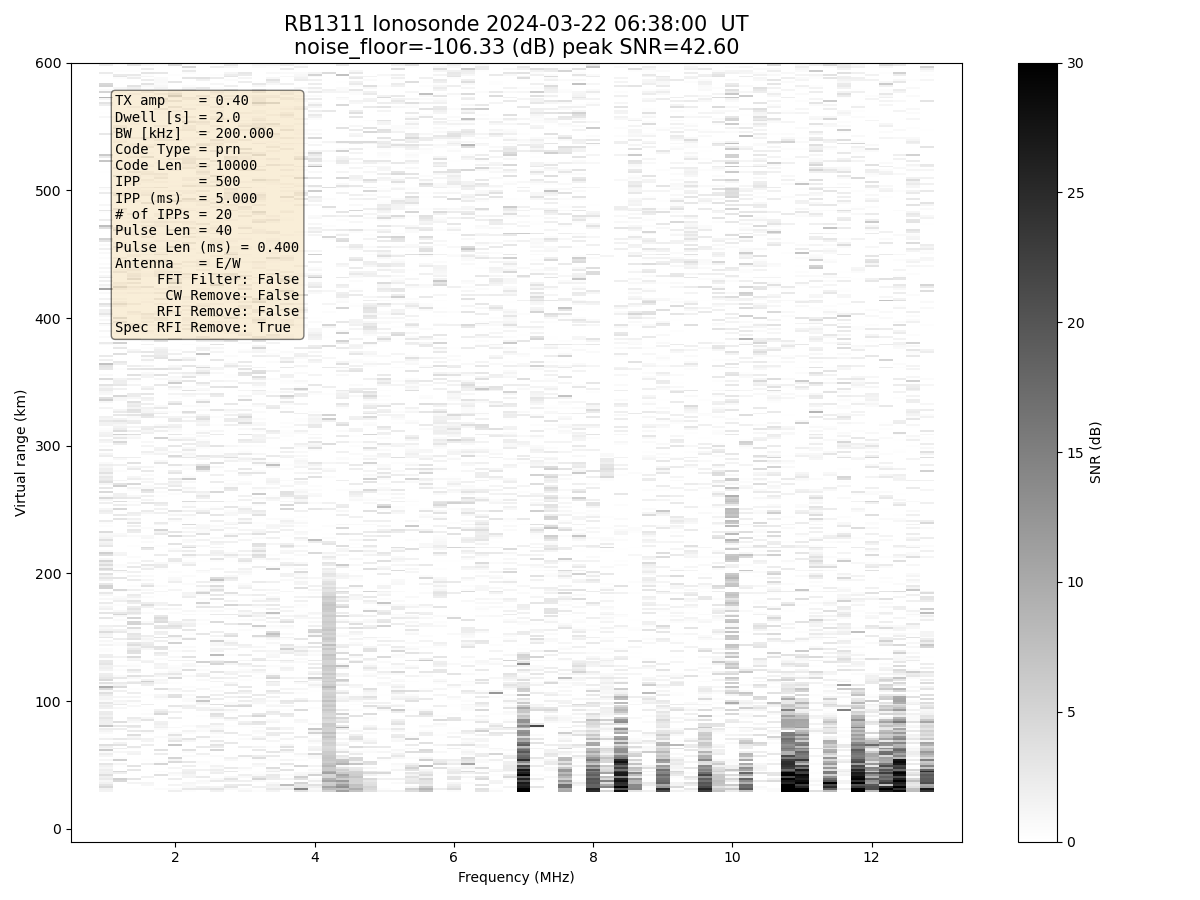 RB1311 Ionosonde 2024-03-22 06:38:00  UT
noise_floor=-106.33 (dB) peak SNR=42.60
TX amp    = 0.40
Dwell [s] = 2.0
BW [kHz]  = 200.000
Code Type = prn
Code Len  = 10000
IPP       = 500
IPP (ms)  = 5.000
# of IPPs = 20
Pulse Len = 40
Pulse Len (ms) = 0.400
Antenna   = E/W
FFT Filter: False
CW Remove: False
RFI Remove: False
Spec RFI Remove: True
600
500
400
300
200
100
0
Virtual range (km)
2 4 6 8 10 12
Frequency (MHz)
30
25
20
15
10
5
0
SNR (dB)